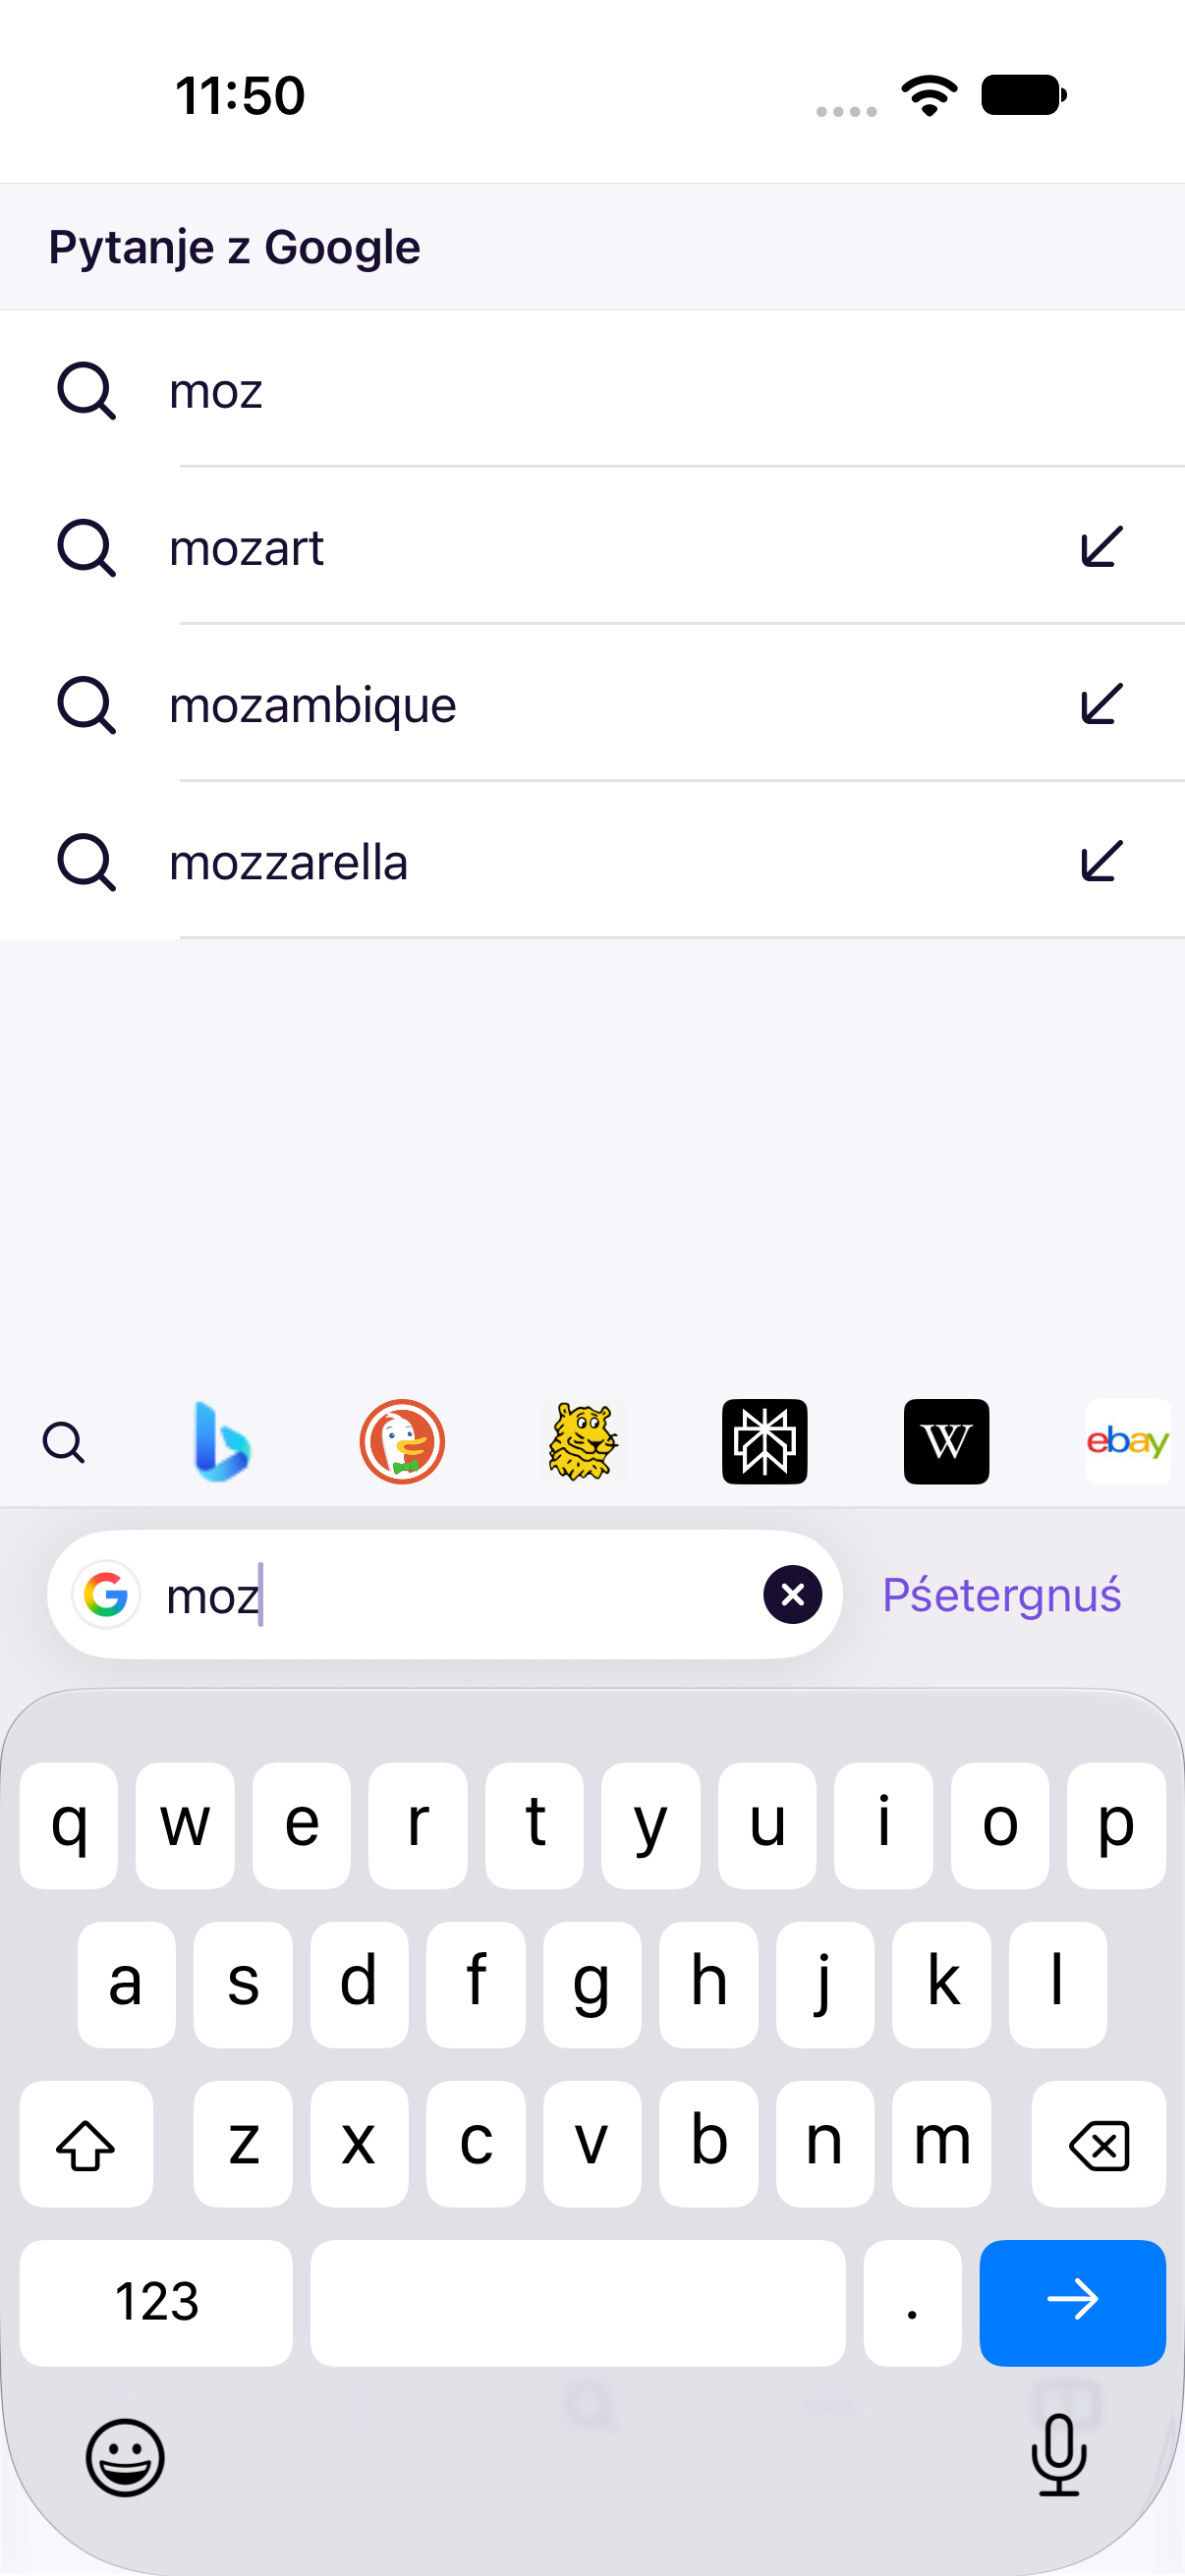 11:50
Pytanje z Google
moz
mozart
mozambique
mozzarella
W
ebay
moz
Pśetergnuś
q w e r t y u i o p
a s d f g h j k l
z x c v b n m
123 .